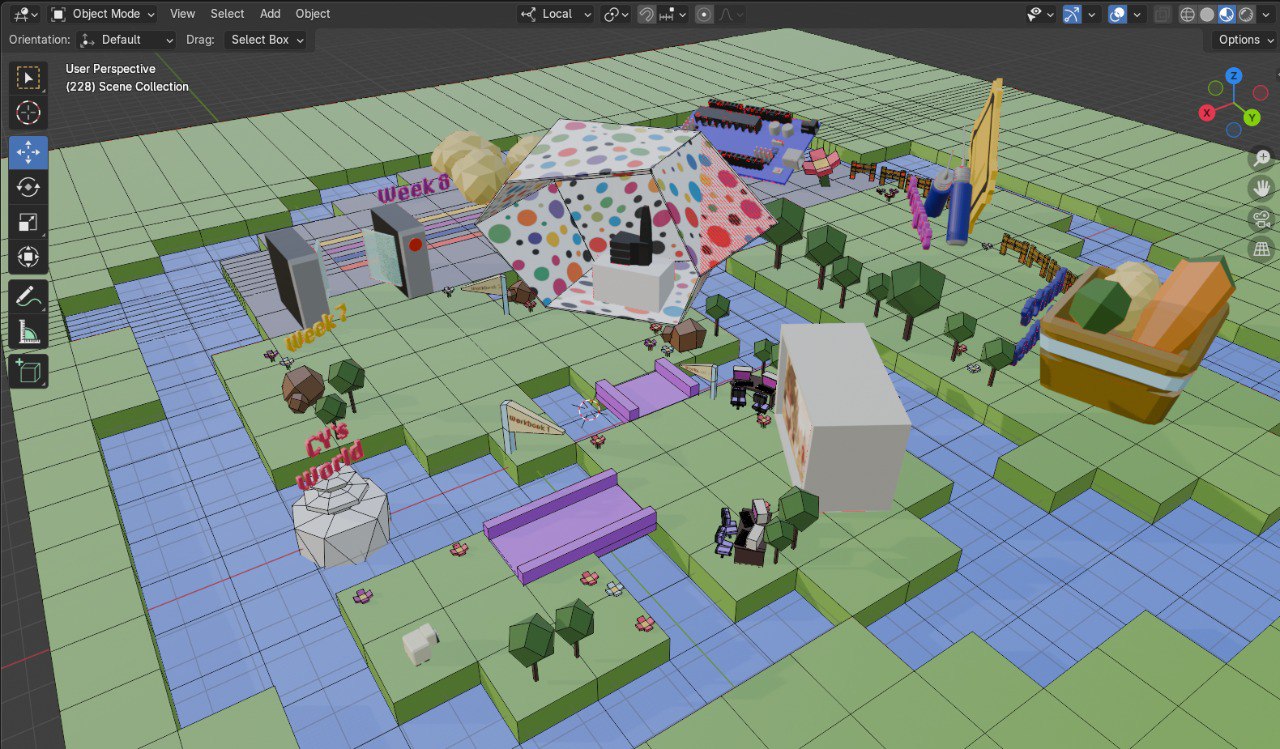 Object Mode
View
Select
Add
Object
Local
Orientation:
Default
Drag:
Select Box
Options
User Perspective
(228) Scene Collection
Z
X
Y
Week 8
Week 7
CY's
World